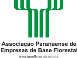 Associação Paranaense de
Empresas de Base Florestal